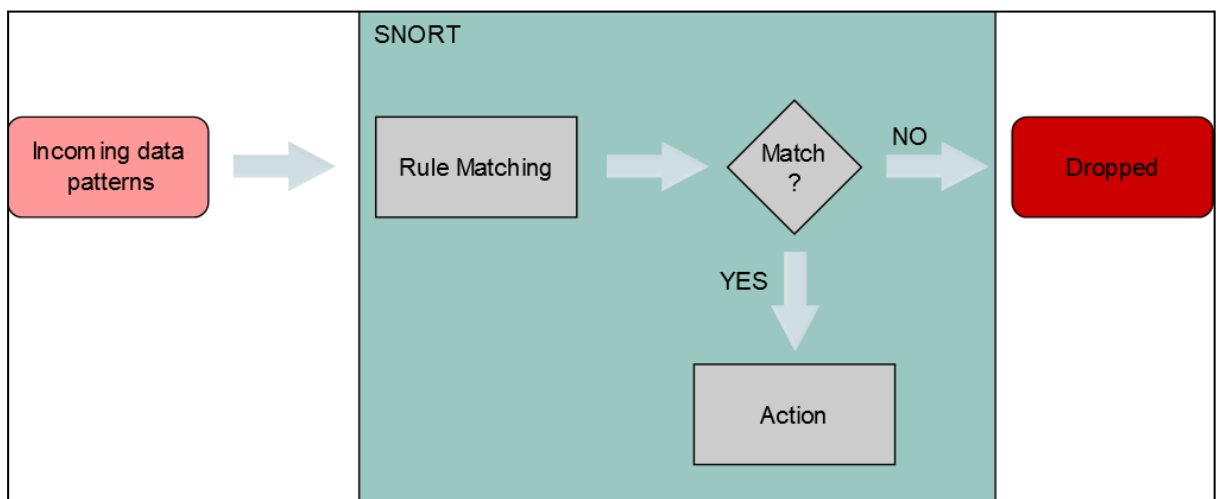 SNORT
Incoming data
patterns
Rule Matching
Match
?
NO
Dropped
YES
Action